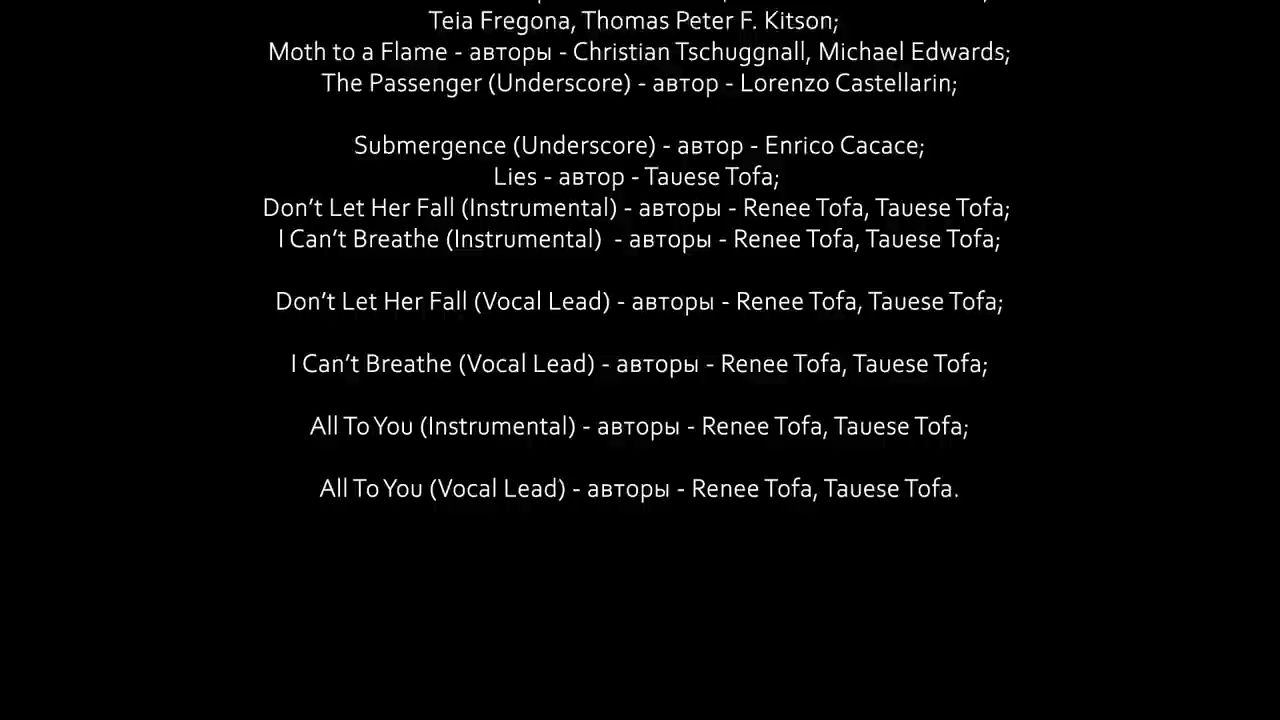 Teia Fregona, Thomas Peter F. Kitson;
Moth to a Flame - авторы - Christian Tschuggnall, Michael Edwards;
The Passenger (Underscore) - автор - Lorenzo Castellarin;
Submergence (Underscore) - автор - Enrico Cacace;
Lies - автор - Tauese Tofa;
Don’t Let Her Fall (Instrumental) - авторы - Renee Tofa, Tauese Tofa;
I Can’t Breathe (Instrumental)  - авторы - Renee Tofa, Tauese Tofa;
Don’t Let Her Fall (Vocal Lead) - авторы - Renee Tofa, Tauese Tofa;
I Can’t Breathe (Vocal Lead) - авторы - Renee Tofa, Tauese Tofa;
All To You (Instrumental) - авторы - Renee Tofa, Tauese Tofa;
All To You (Vocal Lead) - авторы - Renee Tofa, Tauese Tofa.